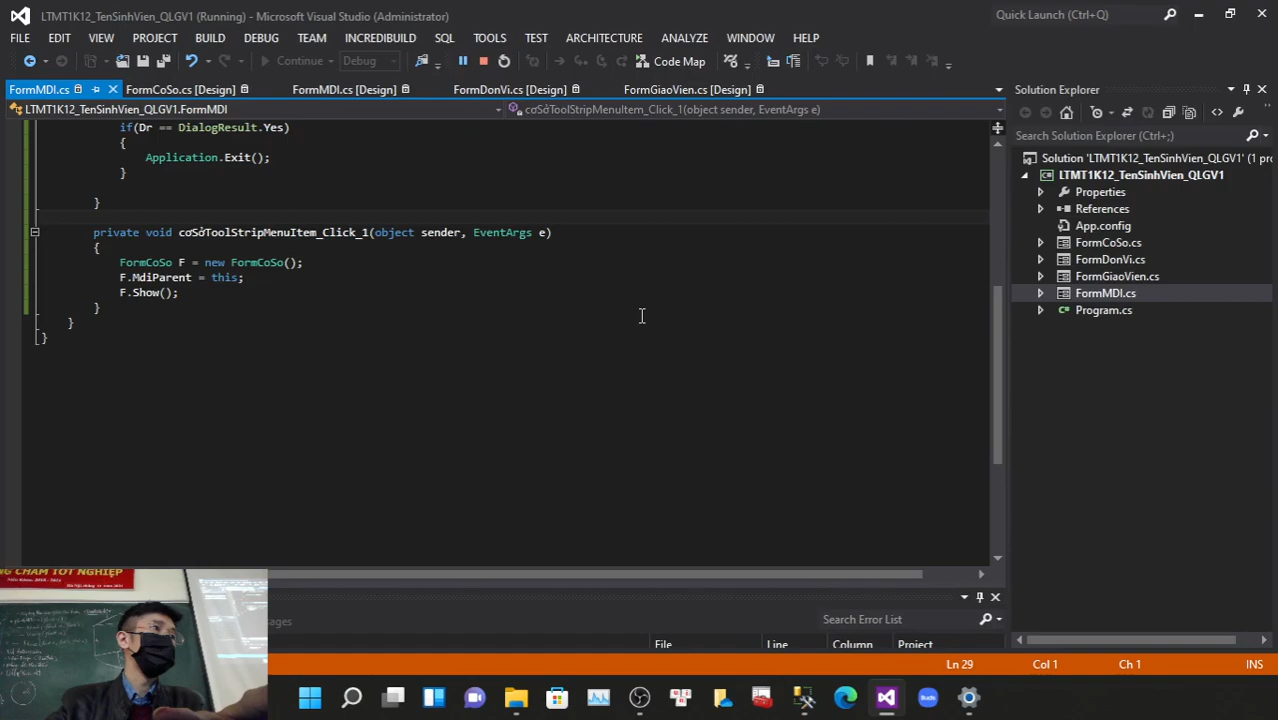 LTMT1K12_TenSinhVien_QLGV1 (Running) - Microsoft Visual Studio (Administrator)
Quick Launch (Ctrl+Q)
FILE EDIT VIEW PROJECT BUILD DEBUG TEAM INCREDIBUILD SQL TOOLS TEST ARCHITECTURE ANALYZE WINDOW HELP
Continue Debug Code Map
FormMDI.cs FormCoSo.cs [Design] FormMDI.cs [Design] FormDonVi.cs [Design] FormGiaoVien.cs [Design]
LTMT1K12_TenSinhVien_QLGV1.FormMDI
cơSởToolStripMenuItem_Click_1(object sender, EventArgs e)
if(Dr == DialogResult.Yes)
{
Application.Exit();
}
}
private void cơSởToolStripMenuItem_Click_1(object sender, EventArgs e)
{
FormCoSo F = new FormCoSo();
F.MdiParent = this;
F.Show();
}
}
}
Solution Explorer
Search Solution Explorer (Ctrl+;)
Solution 'LTMT1K12_TenSinhVien_QLGV1' (1 pro
LTMT1K12_TenSinhVien_QLGV1
Properties
References
App.config
FormCoSo.cs
FormDonVi.cs
FormGiaoVien.cs
FormMDI.cs
Program.cs
NG CHẤM TỐT NGHIỆP
ssages
Search Error List
File Line Column Project
Ln 29 Col 1 Ch 1 INS